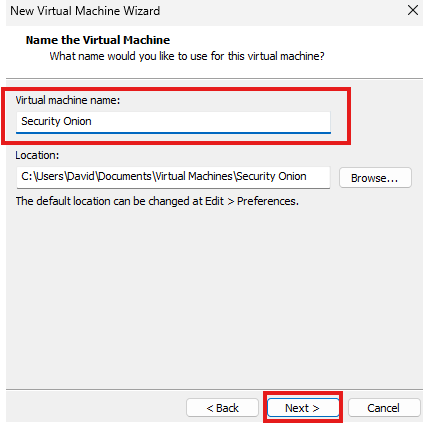 New Virtual Machine Wizard
Name the Virtual Machine
What name would you like to use for this virtual machine?
Virtual machine name:
Security Onion
Location:
C:\Users\David\Documents\Virtual Machines\Security Onion
Browse...
The default location can be changed at Edit > Preferences.
< Back
Next >
Cancel